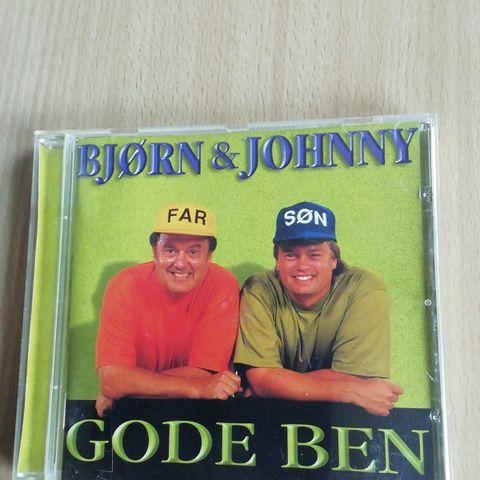 BJØRN & JOHNNY
FAR
SØN
GODE BEN